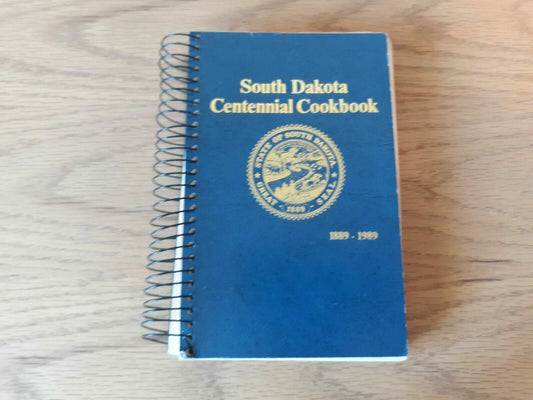 South Dakota
Centennial Cookbook
STATE OF SOUTH DAKOTA
GREAT SEAL
1889
1889 - 1989